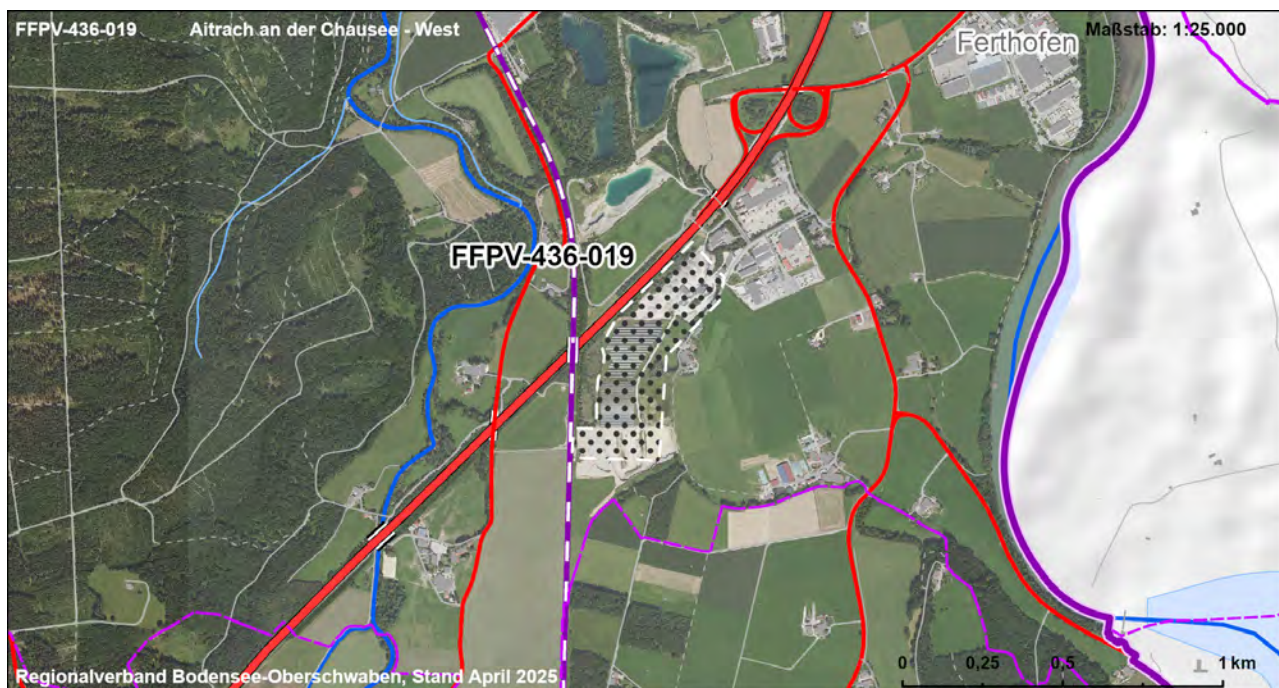 FFPV-436-019 Aitrach an der Chausee - West Maßstab: 1:25.000
Ferthofen
FFPV-436-019
0 0,25 0,5 1 km
Regionalverband Bodensee-Oberschwaben, Stand April 2025